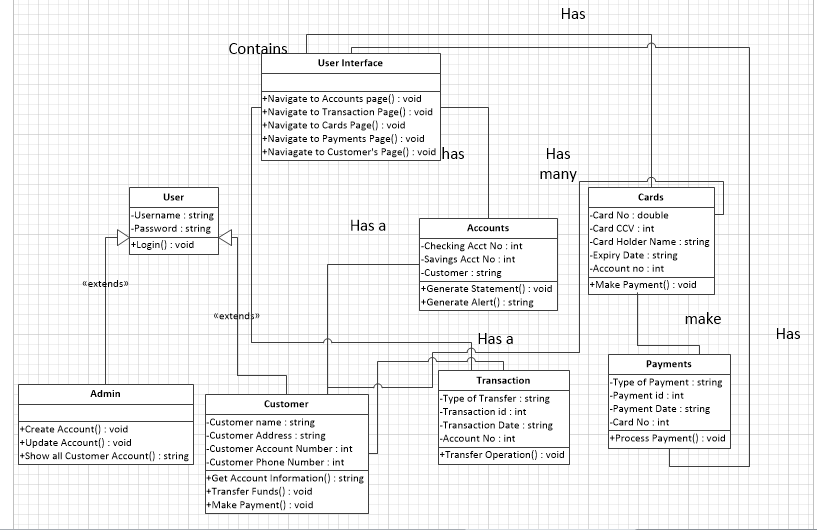 Has
Contains
User Interface
+Navigate to Accounts page() : void
+Navigate to Transaction Page() : void
+Navigate to Cards Page() : void
+Navigate to Payments Page() : void
+Naviagate to Customer's Page() : void
has
Has
many
User
-Username : string
-Password : string
+Login() : void
Cards
-Card No : double
-Card CCV : int
-Card Holder Name : string
-Expiry Date : string
-Account no : int
+Make Payment() : void
Has a
Accounts
-Checking Acct No : int
-Savings Acct No : int
-Customer : string
+Generate Statement() : void
+Generate Alert() : string
«extends»
«extends»
make
Has
Has a
Payments
-Type of Payment : string
-Payment id : int
-Payment Date : string
-Card No : int
+Process Payment() : void
Transaction
-Type of Transfer : string
-Transaction id : int
-Transaction Date : string
-Account No : int
+Transfer Operation() : void
Admin
+Create Account() : void
+Update Account() : void
+Show all Customer Account() : string
Customer
-Customer name : string
-Customer Address : string
-Customer Account Number : int
-Customer Phone Number : int
+Get Account Information() : string
+Transfer Funds() : void
+Make Payment() : void